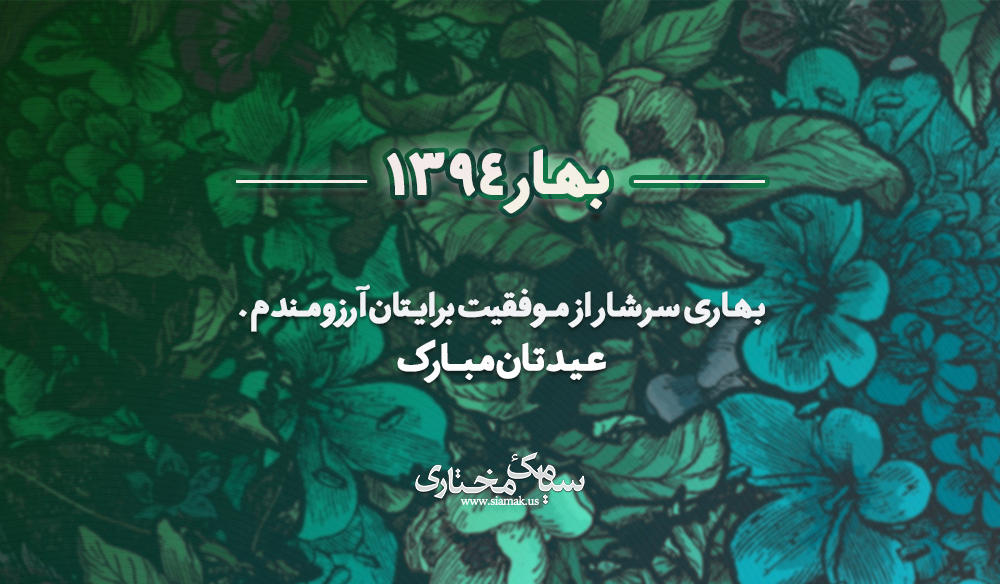 بهار ۱۳۹۴
بهاری سرشار از موفقیت برایتان آرزومندم.
عیدتان مبارک
سیامک مختاری
www.siamak.us